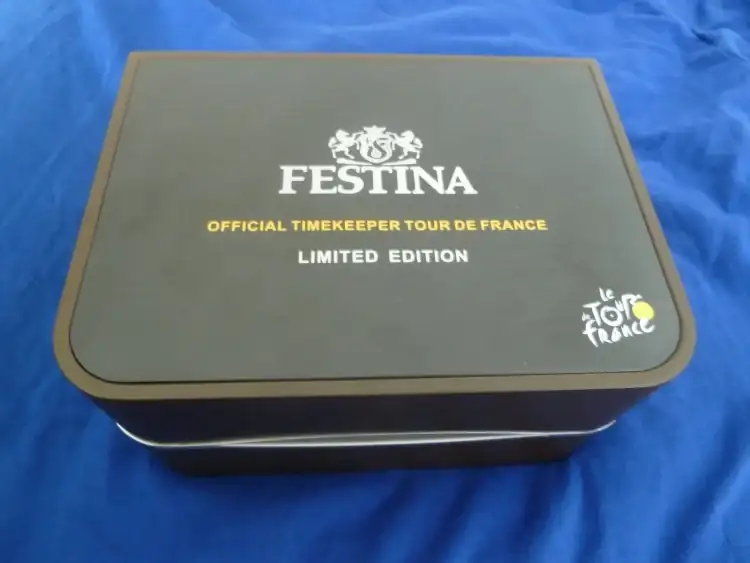 FESTINA
OFFICIAL TIMEKEEPER TOUR DE FRANCE
LIMITED EDITION
le
TOUR
de
France